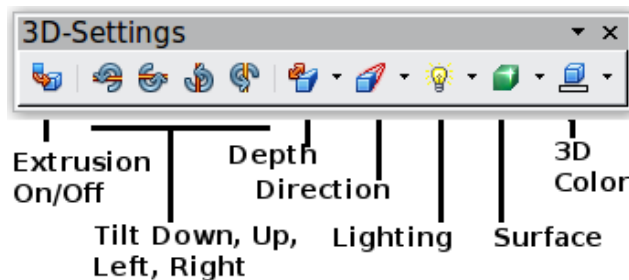 3D-Settings
Extrusion
On/Off
Depth
Direction
3D
Color
Tilt Down, Up,
Left, Right
Lighting
Surface